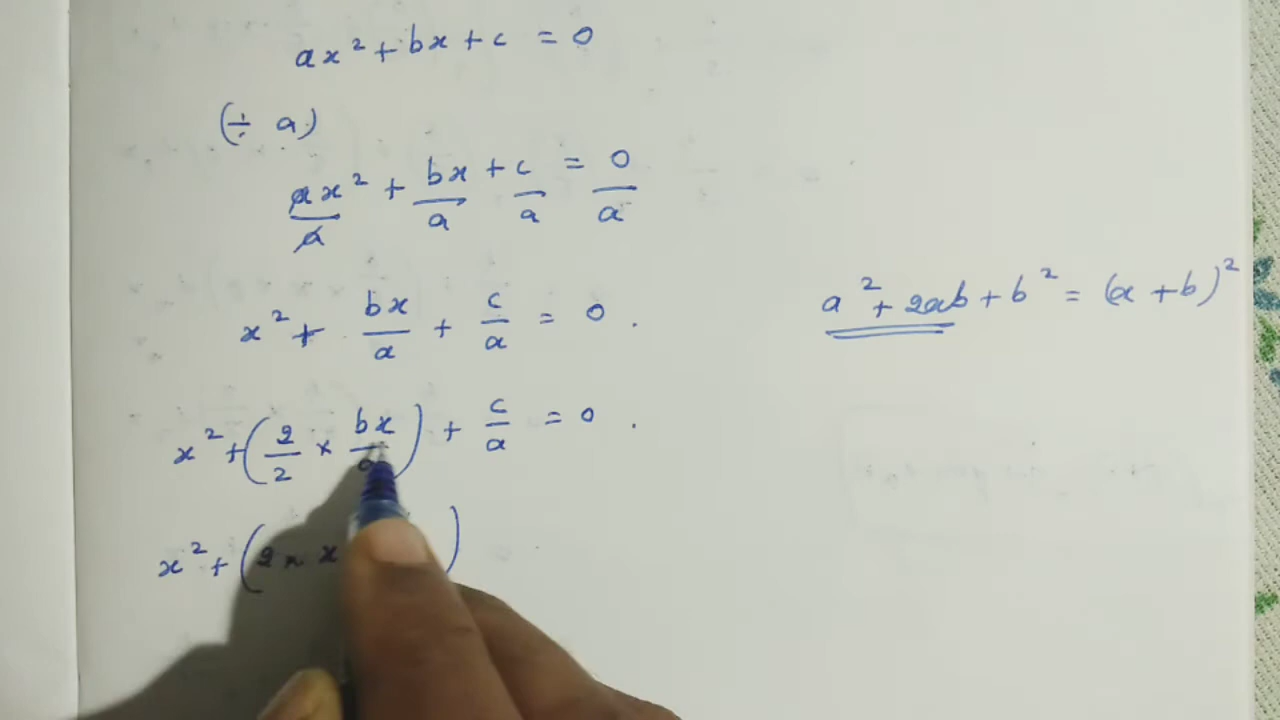 ax² + bx + c = 0
(÷ a)
ax²/a + bx/a + c/a = 0/a
x² + bx/a + c/a = 0 .
a² + 2ab + b² = (a + b)²
x² + (2/2 × bx/a) + c/a = 0 .
x² + (2 × x )